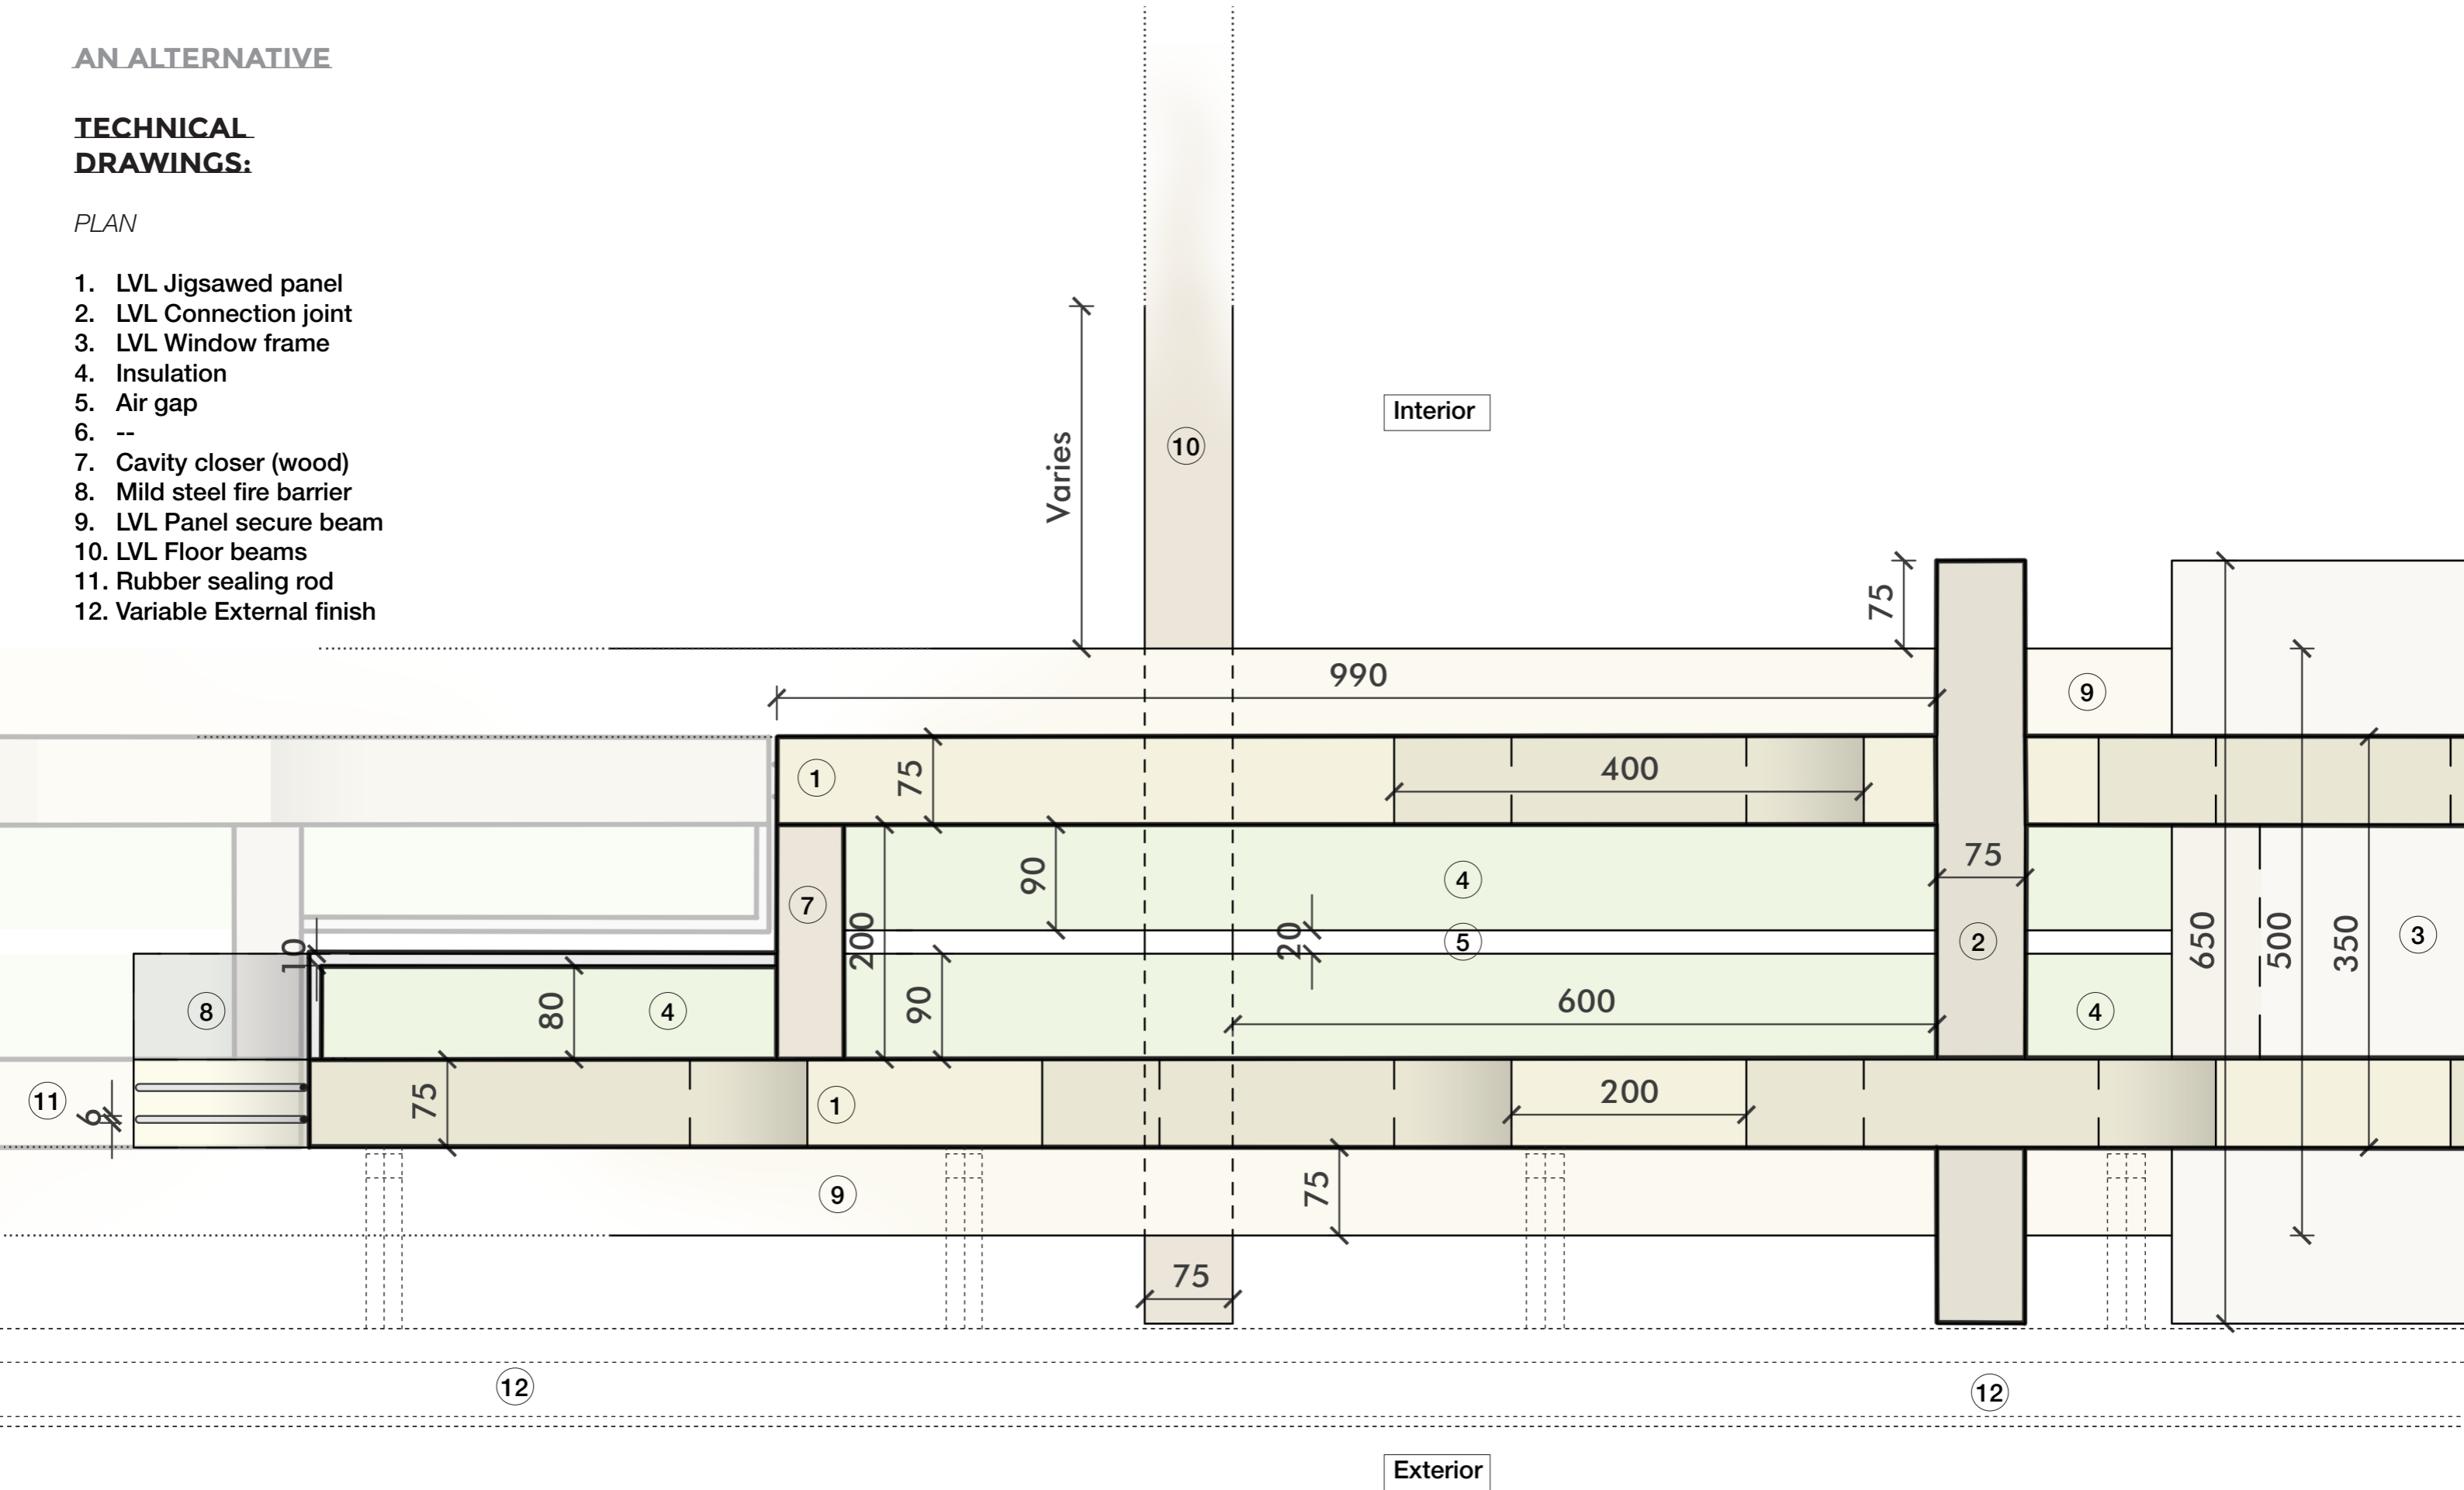 AN ALTERNATIVE
TECHNICAL
DRAWINGS:
PLAN
1. LVL Jigsawed panel
2. LVL Connection joint
3. LVL Window frame
4. Insulation
5. Air gap
6. --
7. Cavity closer (wood)
8. Mild steel fire barrier
9. LVL Panel secure beam
10. LVL Floor beams
11. Rubber sealing rod
12. Variable External finish
Interior
10
Varies
75
990
9
1
75
400
90
4
75
7
200
20
5
2
650
500
350
3
10
8
80
4
90
600
4
11
6
75
1
200
9
75
75
12
12
Exterior